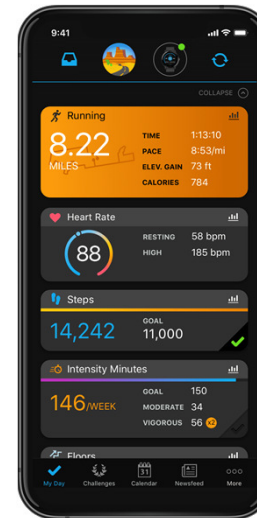 9:41
COLLAPSE
Running
8.22
MILES
TIME 1:13:10
PACE 8:53/mi
ELEV. GAIN 73 ft
CALORIES 784
Heart Rate
88
RESTING 58 bpm
HIGH 185 bpm
Steps
14,242
GOAL
11,000
Intensity Minutes
146/WEEK
GOAL 150
MODERATE 34
VIGOROUS 56 x2
Floors
31
My Day Challenges Calendar Newsfeed More